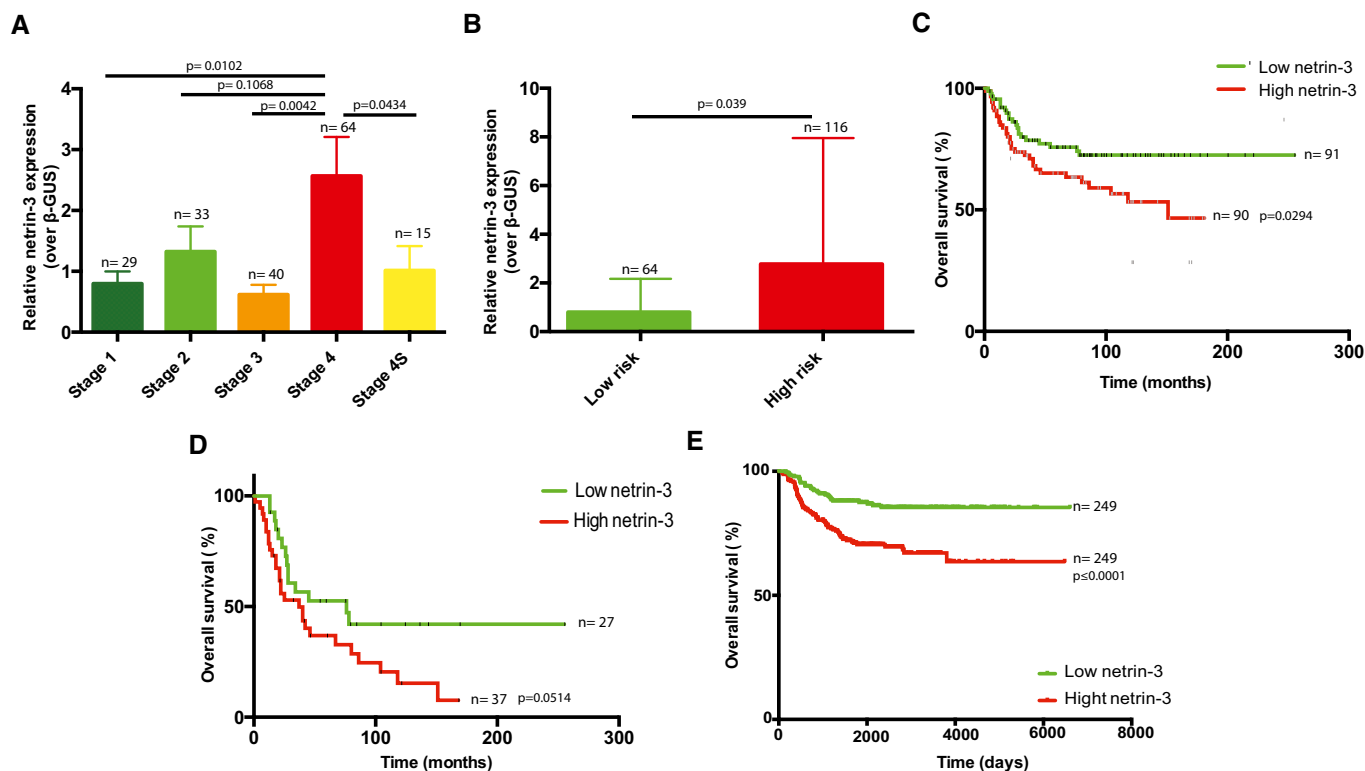 A
Relative netrin-3 expression
(over β-GUS)
4
3
2
1
0
p= 0.0102
p= 0.1068
p= 0.0042
p=0.0434
n= 29
n= 33
n= 40
n= 64
n= 15
Stage 1
Stage 2
Stage 3
Stage 4
Stage 4S
B
Relative netrin-3 expression
(over β-GUS)
10
8
6
4
2
0
p= 0.039
n= 64
n= 116
Low risk
High risk
C
Low netrin-3
High netrin-3
Overall survival ( %)
100
50
0
n= 91
n= 90 p=0.0294
0 100 200 300
Time (months)
D
Low netrin-3
High netrin-3
Overall survival ( %)
100
50
0
n= 27
n= 37 p=0.0514
0 100 200 300
Time (months)
E
Overall survival ( %)
100
50
0
n= 249
n= 249
p≤0.0001
Low netrin-3
Hight netrin-3
0 2000 4000 6000 8000
Time (days)